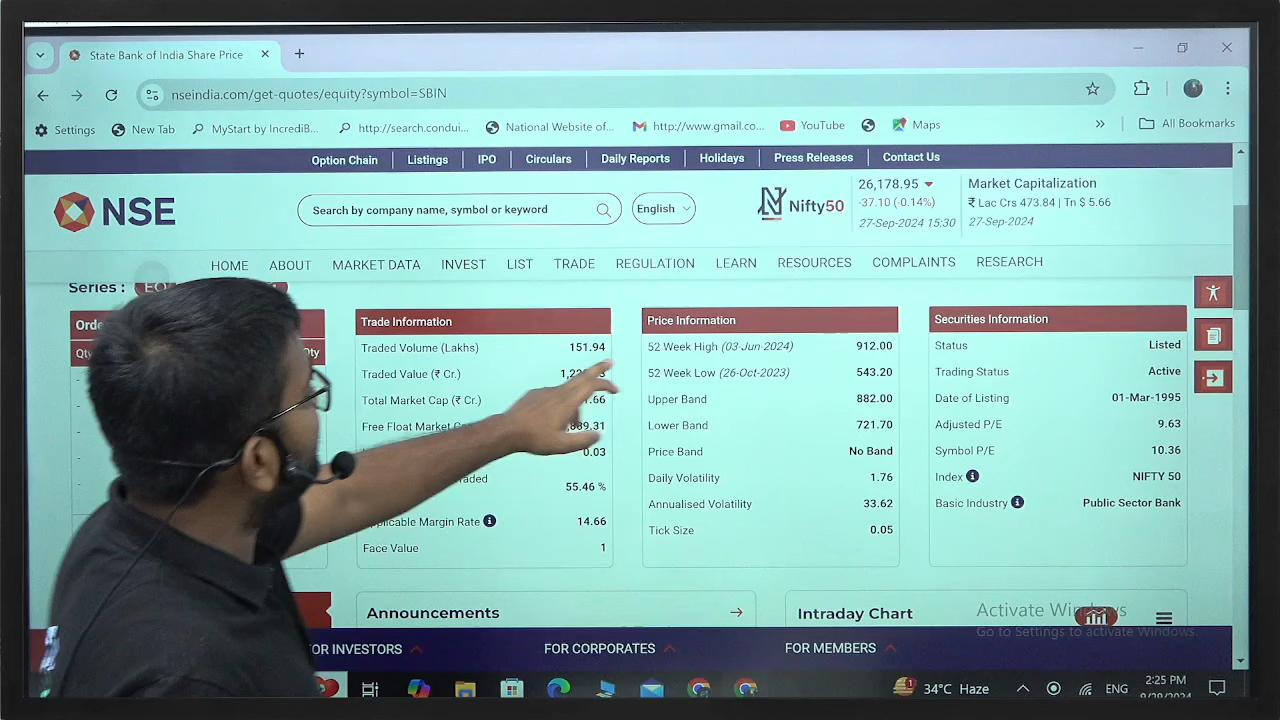 State Bank of India Share Price
nseindia.com/get-quotes/equity?symbol=SBIN
Settings New Tab MyStart by IncrediB... http://search.condui... National Website of... http://www.gmail.co... YouTube Maps » All Bookmarks
Option Chain Listings IPO Circulars Daily Reports Holidays Press Releases Contact Us
NSE
Search by company name, symbol or keyword
English
Nifty50
26,178.95
-37.10 (-0.14%)
27-Sep-2024 15:30
Market Capitalization
₹ Lac Crs 473.84 | Tn $ 5.66
27-Sep-2024
HOME ABOUT MARKET DATA INVEST LIST TRADE REGULATION LEARN RESOURCES COMPLAINTS RESEARCH
Series :
Trade Information
Traded Volume (Lakhs) 151.94
Traded Value (₹ Cr.)
Total Market Cap (₹ Cr.)
Free Float Market
0.03
55.46 %
Applicable Margin Rate 14.66
Face Value 1
Price Information
52 Week High (03-Jun-2024) 912.00
52 Week Low (26-Oct-2023) 543.20
Upper Band 882.00
Lower Band 721.70
Price Band No Band
Daily Volatility 1.76
Annualised Volatility 33.62
Tick Size 0.05
Securities Information
Status Listed
Trading Status Active
Date of Listing 01-Mar-1995
Adjusted P/E 9.63
Symbol P/E 10.36
Index NIFTY 50
Basic Industry Public Sector Bank
Announcements
Intraday Chart
Activate Windows
Go to Settings to activate Windows.
FOR INVESTORS FOR CORPORATES FOR MEMBERS
34°C Haze
ENG
2:25 PM